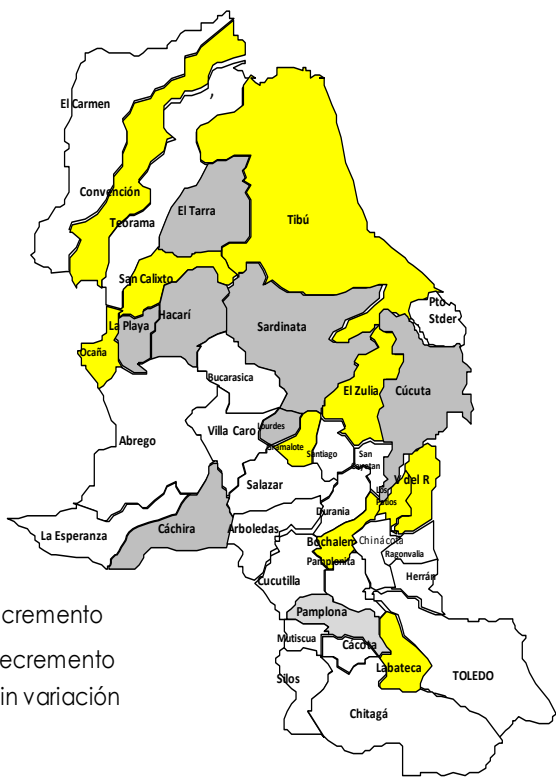 El Carmen
,
Convención
Teorama
El Tarra
Tibú
San Calixto
Pto
Stder
La Playa
Hacarí
Sardinata
Ocaña
Bucarasica
El Zulia
Cúcuta
Abrego
Villa Caro
Lourdes
Gramalote
Santiago
San
Cayetan
Salazar
V del R
Los
Patios
Durania
La Esperanza
Cáchira
Arboledas
Bochalem
Chinácota
Ragonvalia
Pamplonita
Herrán
Cucutilla
Pamplona
Mutiscua
Cácota
Labateca
TOLEDO
Silos
Chitagá
cremento
ecremento
in variación